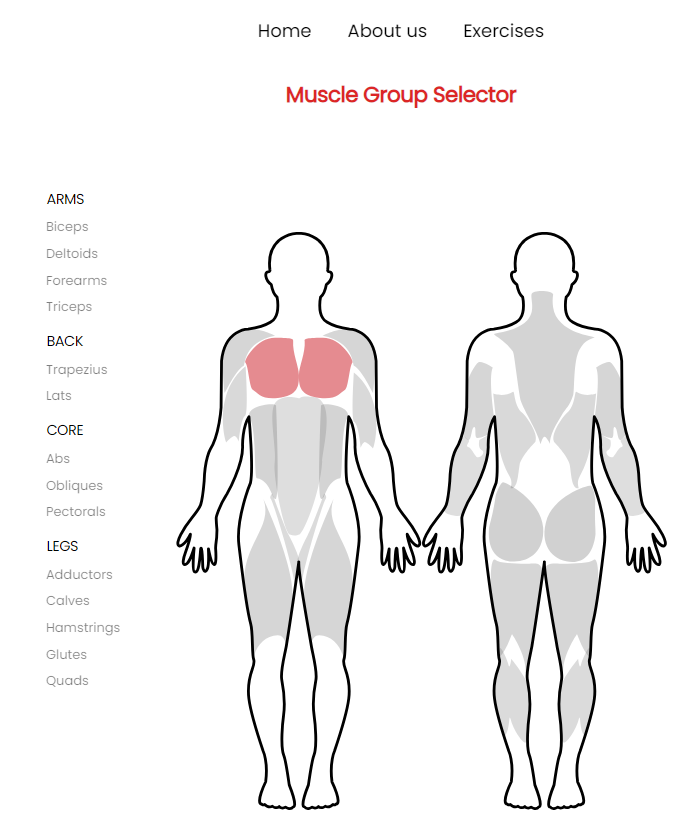 Home About us Exercises
Muscle Group Selector
ARMS
Biceps
Deltoids
Forearms
Triceps
BACK
Trapezius
Lats
CORE
Abs
Obliques
Pectorals
LEGS
Adductors
Calves
Hamstrings
Glutes
Quads